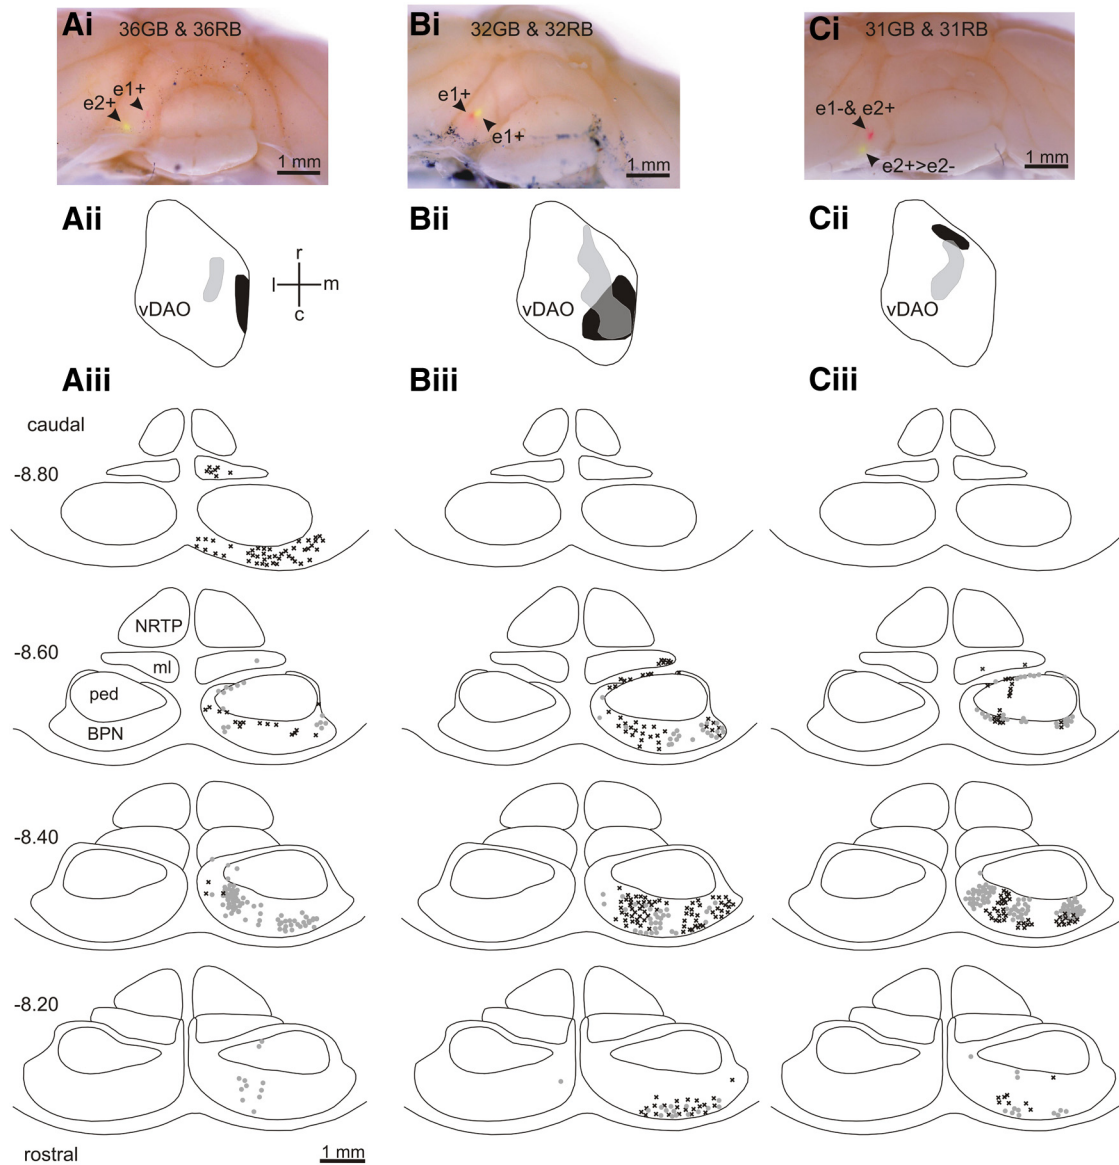 Ai
36GB & 36RB
e1+
e2+
1 mm
Bi
32GB & 32RB
e1+
e1+
1 mm
Ci
31GB & 31RB
e1-& e2+
e2+>e2-
1 mm
Aii
vDAO
r
l
m
c
Bii
vDAO
Cii
vDAO
Aiii
Biii
Ciii
caudal
-8.80
-8.60
NRTP
ml
ped
BPN
-8.40
-8.20
rostral
1 mm